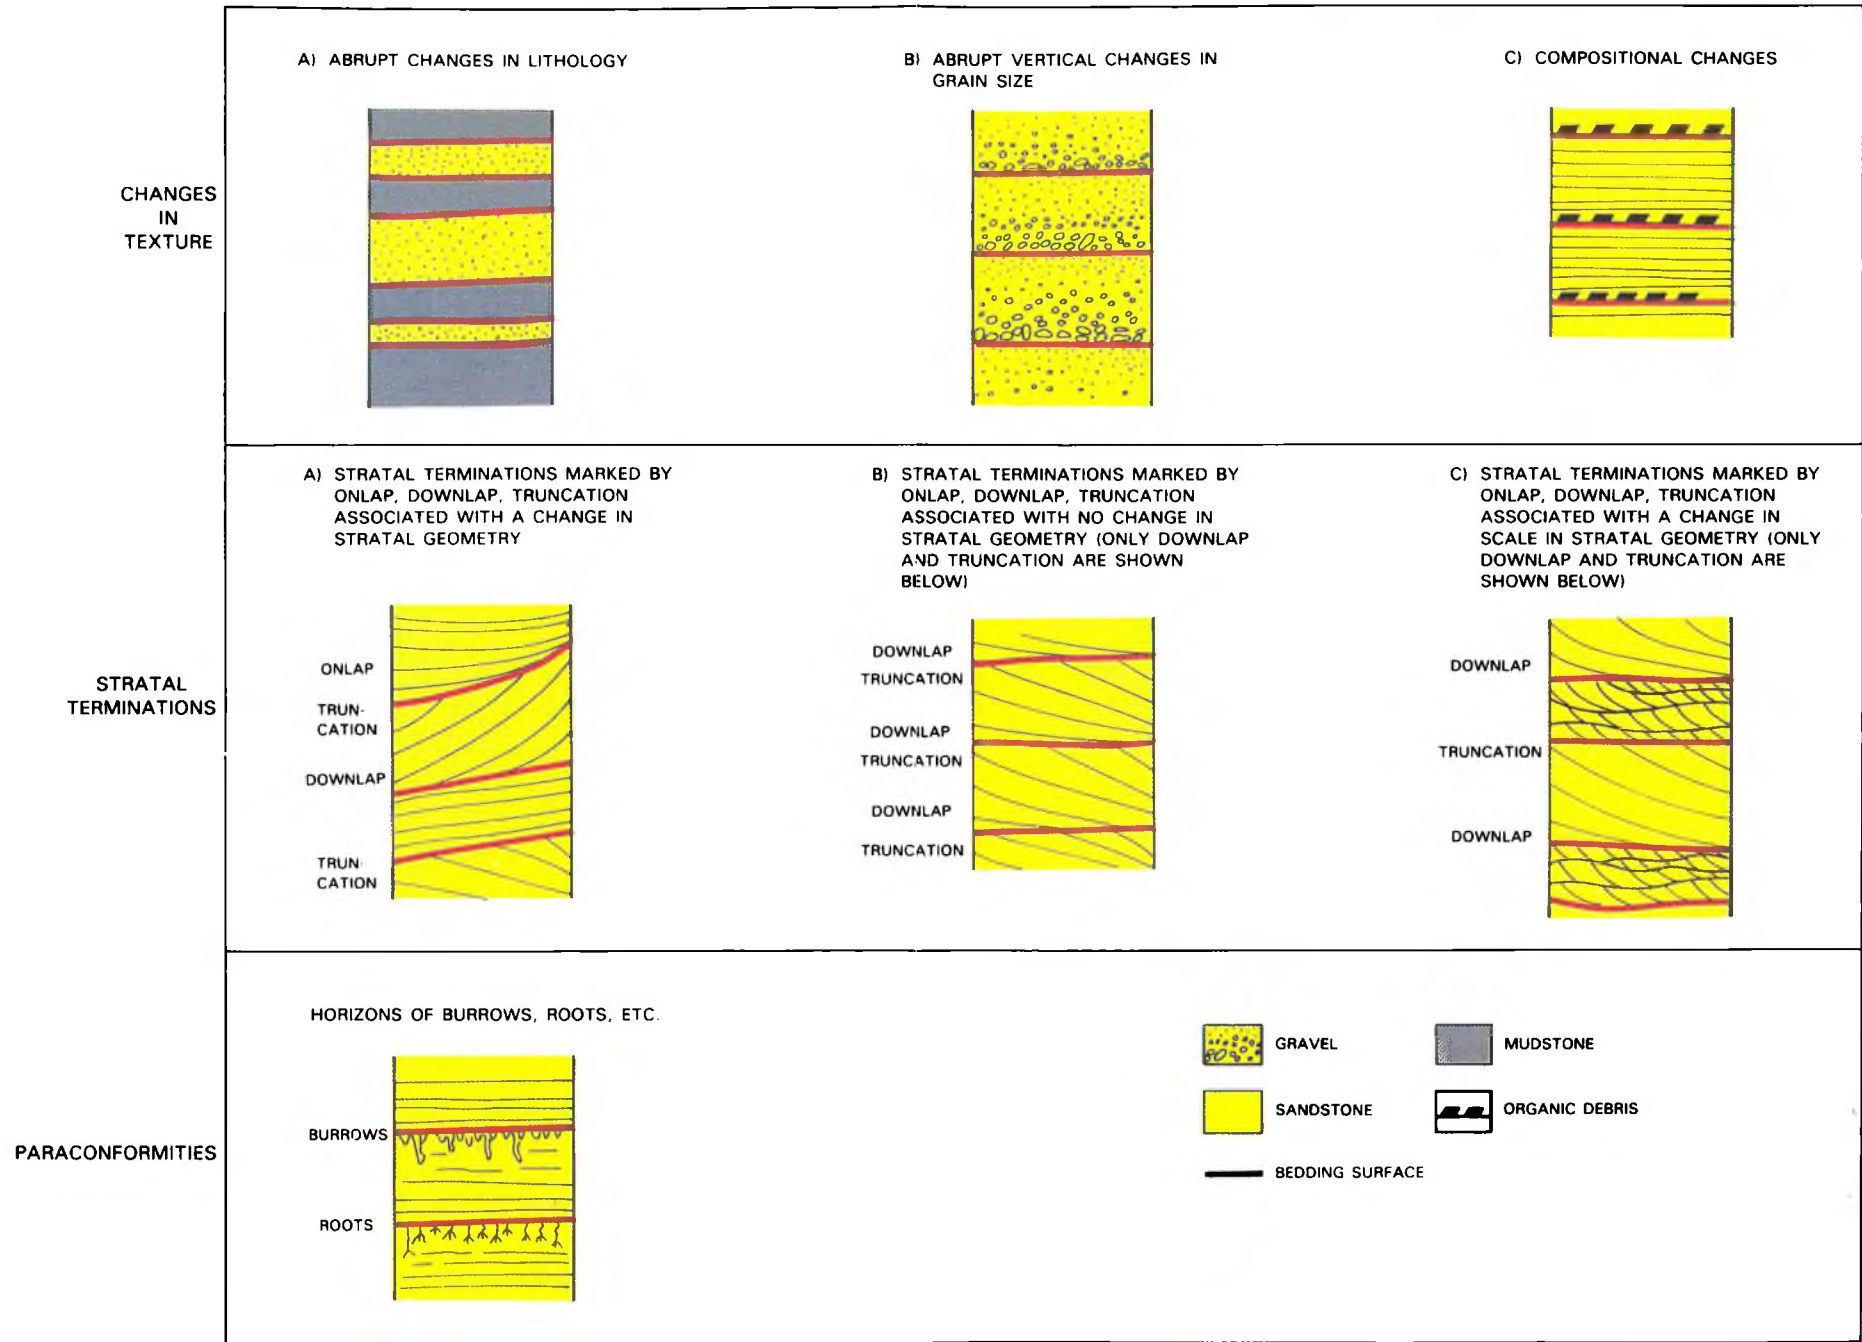 A) ABRUPT CHANGES IN LITHOLOGY
B) ABRUPT VERTICAL CHANGES IN
GRAIN SIZE
C) COMPOSITIONAL CHANGES
CHANGES
IN
TEXTURE
A) STRATAL TERMINATIONS MARKED BY
ONLAP, DOWNLAP, TRUNCATION
ASSOCIATED WITH A CHANGE IN
STRATAL GEOMETRY
B) STRATAL TERMINATIONS MARKED BY
ONLAP, DOWNLAP, TRUNCATION
ASSOCIATED WITH NO CHANGE IN
STRATAL GEOMETRY (ONLY DOWNLAP
AND TRUNCATION ARE SHOWN
BELOW)
C) STRATAL TERMINATIONS MARKED BY
ONLAP, DOWNLAP, TRUNCATION
ASSOCIATED WITH A CHANGE IN
SCALE IN STRATAL GEOMETRY (ONLY
DOWNLAP AND TRUNCATION ARE
SHOWN BELOW)
STRATAL
TERMINATIONS
ONLAP
TRUN-
CATION
DOWNLAP
TRUN-
CATION
DOWNLAP
TRUNCATION
DOWNLAP
TRUNCATION
DOWNLAP
TRUNCATION
DOWNLAP
TRUNCATION
DOWNLAP
PARACONFORMITIES
HORIZONS OF BURROWS, ROOTS, ETC.
BURROWS
ROOTS
GRAVEL
MUDSTONE
SANDSTONE
ORGANIC DEBRIS
BEDDING SURFACE